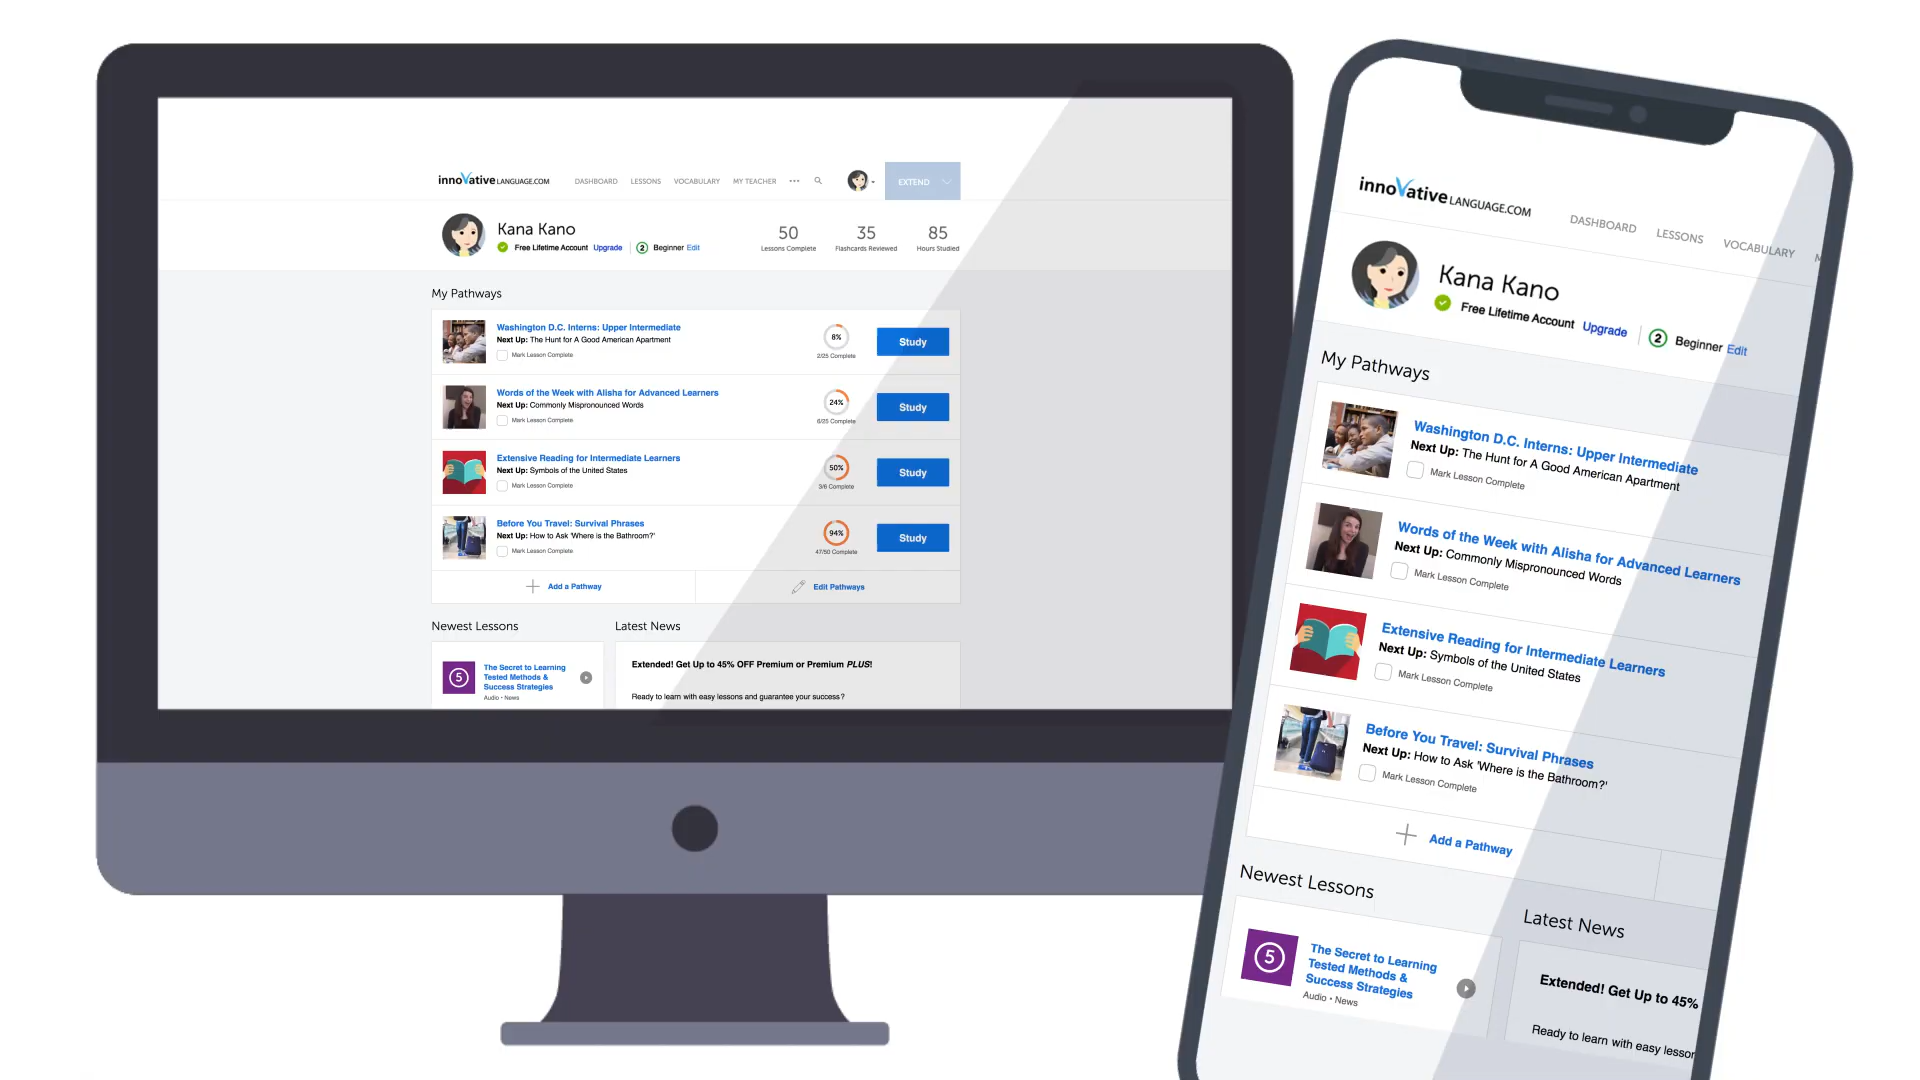 innoVative LANGUAGE.COM DASHBOARD LESSONS VOCABULARY MY TEACHER ••• EXTEND
Kana Kano
Free Lifetime Account Upgrade 2 Beginner Edit
50 35 85
Lessons Complete Flashcards Reviewed Hours Studied
My Pathways
Washington D.C. Interns: Upper Intermediate
Next Up: The Hunt for A Good American Apartment
Mark Lesson Complete
8%
2/25 Complete
Study
Words of the Week with Alisha for Advanced Learners
Next Up: Commonly Mispronounced Words
Mark Lesson Complete
24%
6/25 Complete
Study
Extensive Reading for Intermediate Learners
Next Up: Symbols of the United States
Mark Lesson Complete
50%
3/6 Complete
Study
Before You Travel: Survival Phrases
Next Up: How to Ask 'Where is the Bathroom?'
Mark Lesson Complete
94%
47/50 Complete
Study
Add a Pathway Edit Pathways
Newest Lessons
5
The Secret to Learning
Tested Methods &
Success Strategies
Audio • News
Latest News
Extended! Get Up to 45% OFF Premium or Premium PLUS!
Ready to learn with easy lessons and guarantee your success?
innoVative LANGUAGE.COM DASHBOARD LESSONS VOCABULARY M
Kana Kano
Free Lifetime Account Upgrade 2 Beginner Edit
My Pathways
Washington D.C. Interns: Upper Intermediate
Next Up: The Hunt for A Good American Apartment
Mark Lesson Complete
Words of the Week with Alisha for Advanced Learners
Next Up: Commonly Mispronounced Words
Mark Lesson Complete
Extensive Reading for Intermediate Learners
Next Up: Symbols of the United States
Mark Lesson Complete
Before You Travel: Survival Phrases
Next Up: How to Ask 'Where is the Bathroom?'
Mark Lesson Complete
Add a Pathway
Newest Lessons
5
The Secret to Learning
Tested Methods &
Success Strategies
Audio • News
Latest News
Extended! Get Up to 45%
Ready to learn with easy lesson